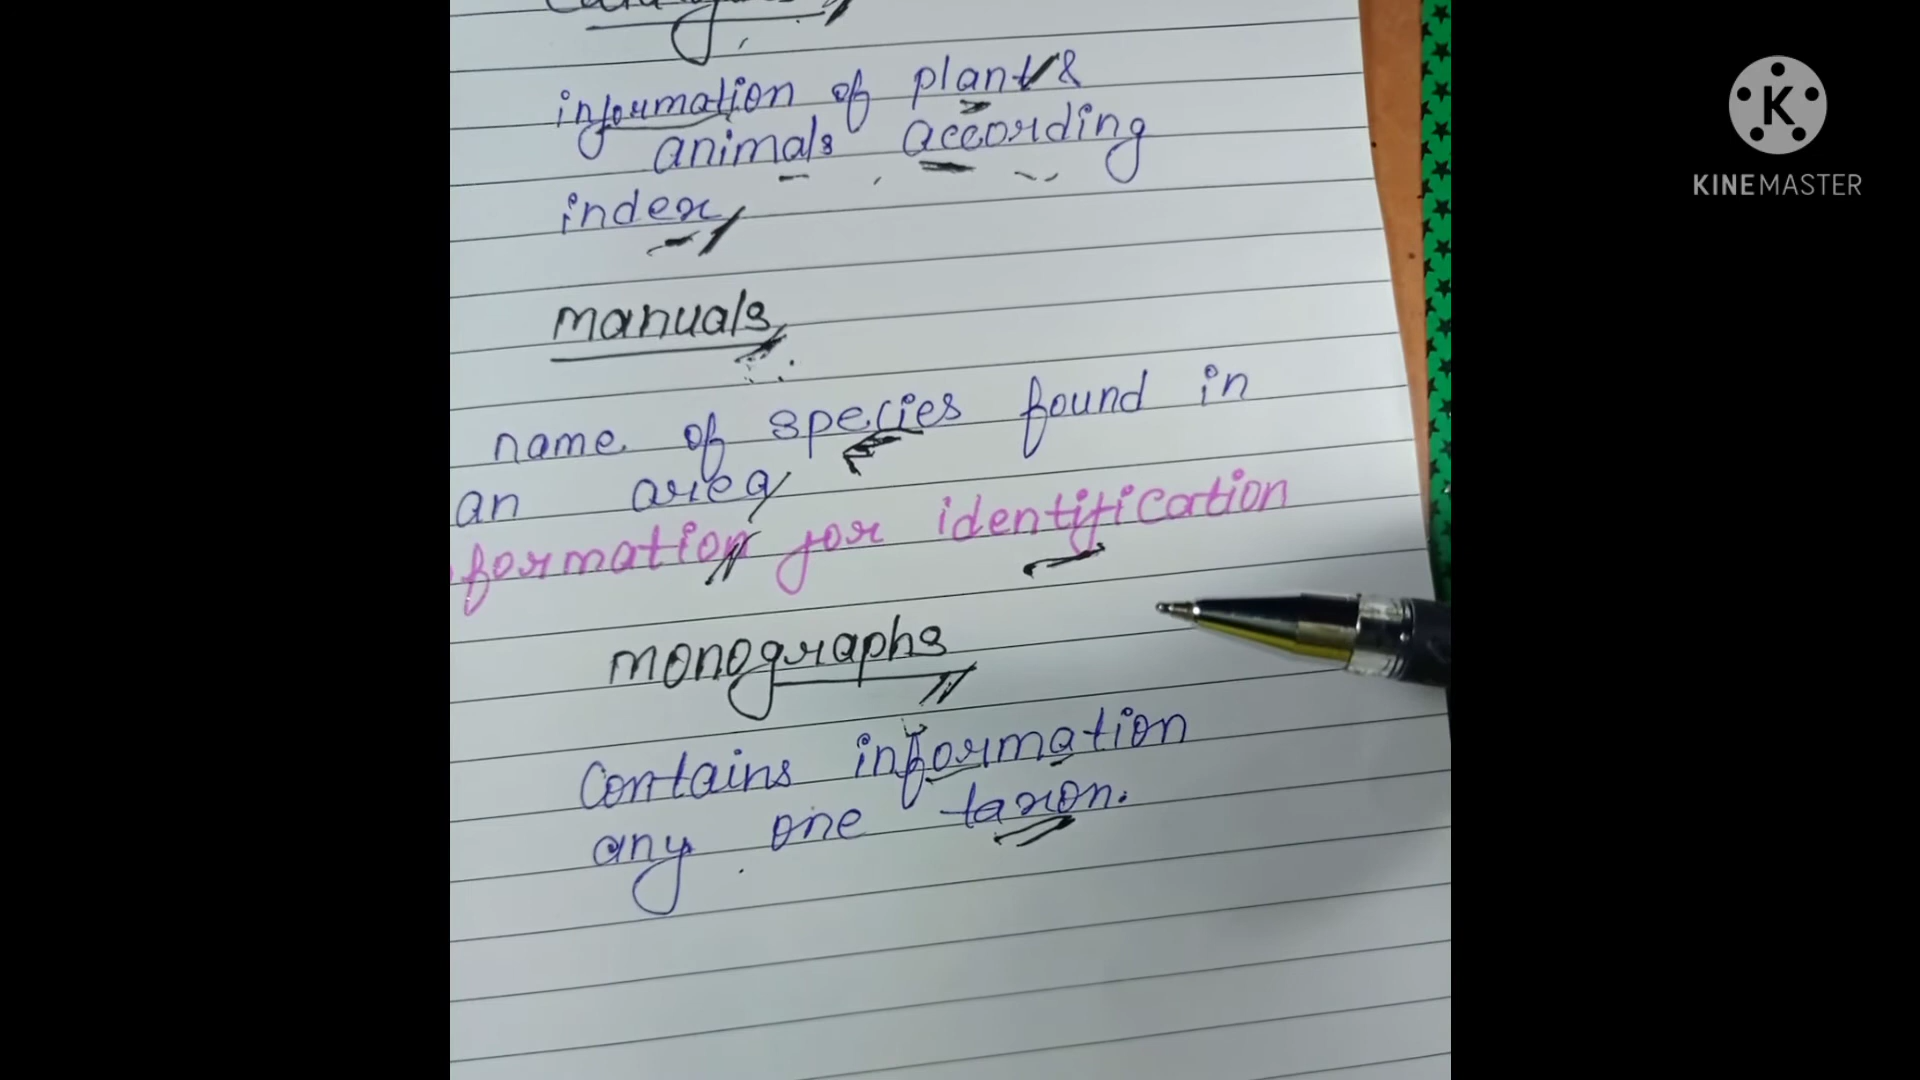 information of plant &
animals according
index
manuals
name of species found in
an area
formation for identification
monographs
Contains information
any one taxon.
K
KINEMASTER